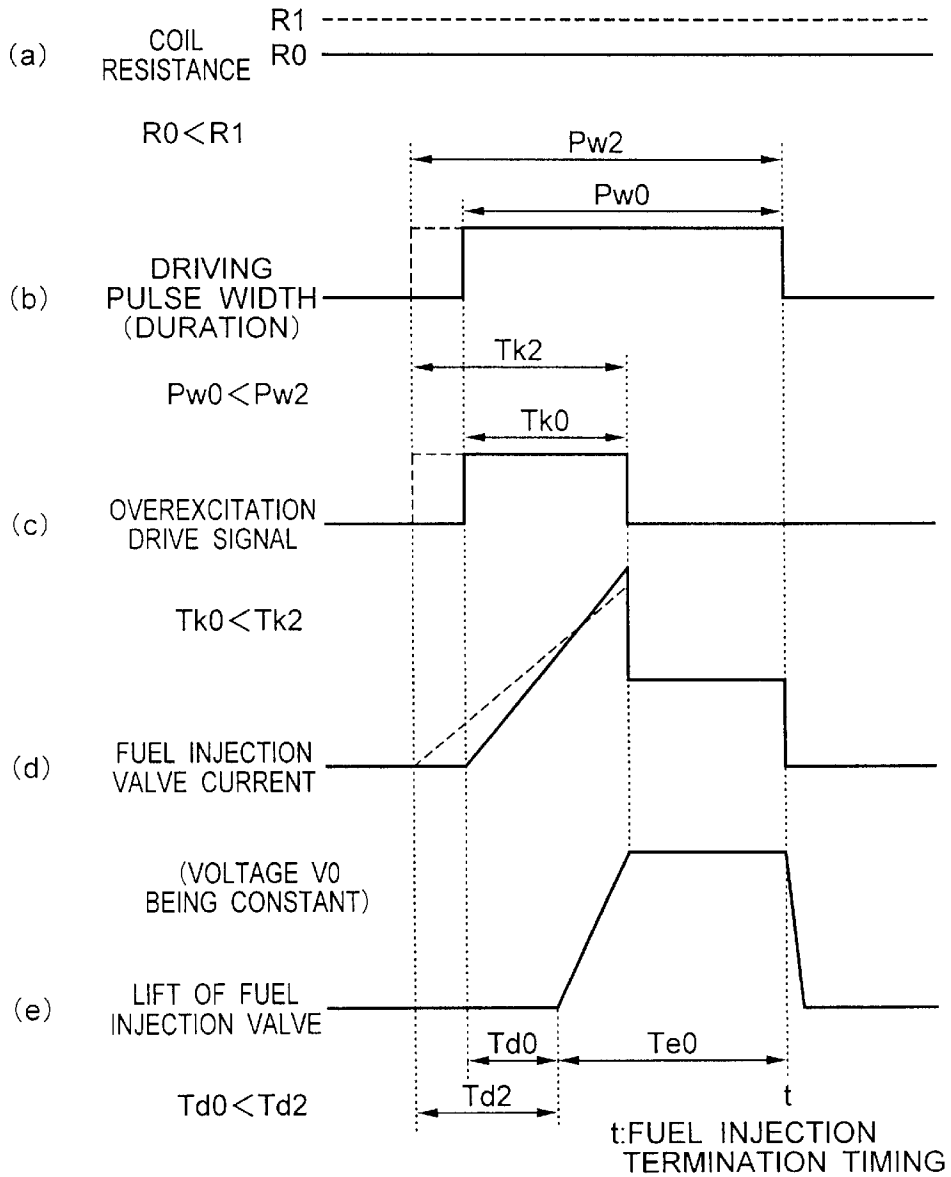 R1
(a) COIL RESISTANCE R0
R0<R1
Pw2
Pw0
(b) DRIVING PULSE WIDTH (DURATION)
Tk2
Pw0<Pw2
Tk0
(c) OVEREXCITATION DRIVE SIGNAL
Tk0<Tk2
(d) FUEL INJECTION VALVE CURRENT
(VOLTAGE V0 BEING CONSTANT)
(e) LIFT OF FUEL INJECTION VALVE
Td0 Te0
Td0<Td2 Td2 t
t:FUEL INJECTION
TERMINATION TIMING